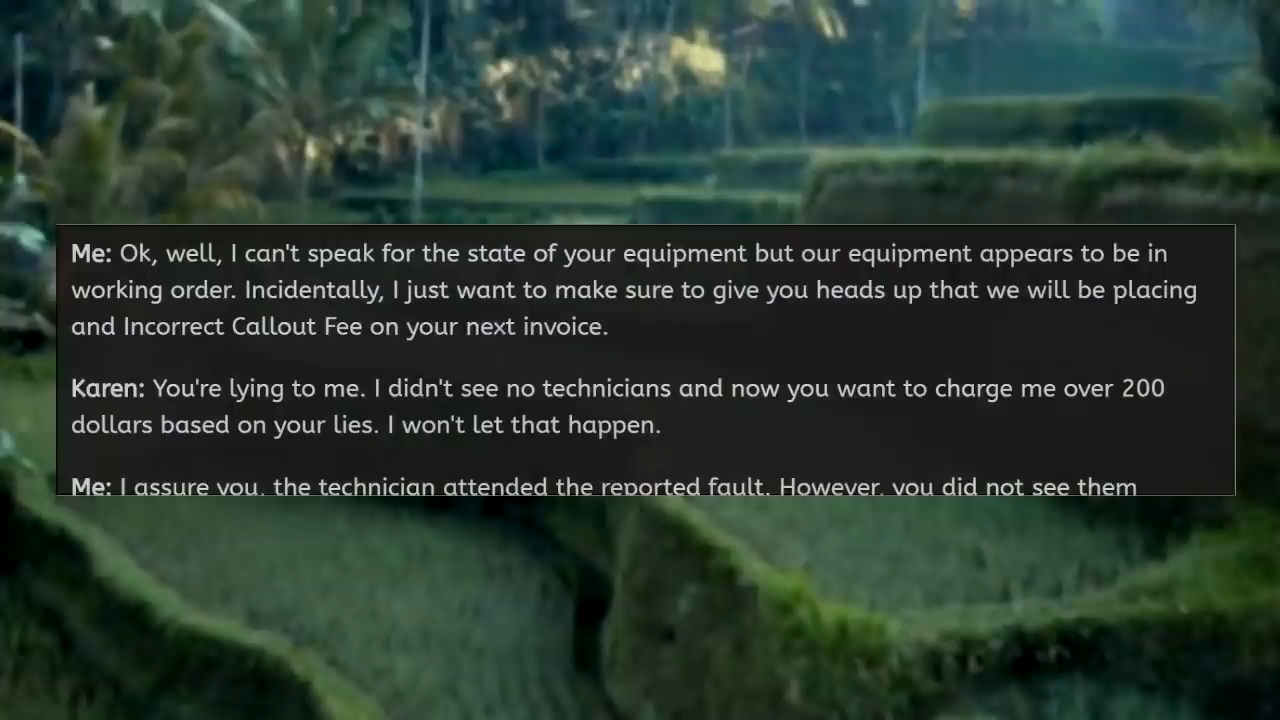 Me: Ok, well, I can't speak for the state of your equipment but our equipment appears to be in
working order. Incidentally, I just want to make sure to give you heads up that we will be placing
and Incorrect Callout Fee on your next invoice.
Karen: You're lying to me. I didn't see no technicians and now you want to charge me over 200
dollars based on your lies. I won't let that happen.
Me: I assure you, the technician attended the reported fault. However, you did not see them